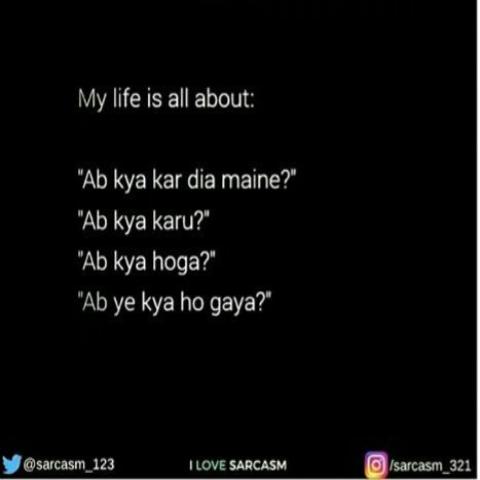 My life is all about:
"Ab kya kar dia maine?"
"Ab kya karu?"
"Ab kya hoga?"
"Ab ye kya ho gaya?"
@sarcasm_123 I LOVE SARCASM /sarcasm_321